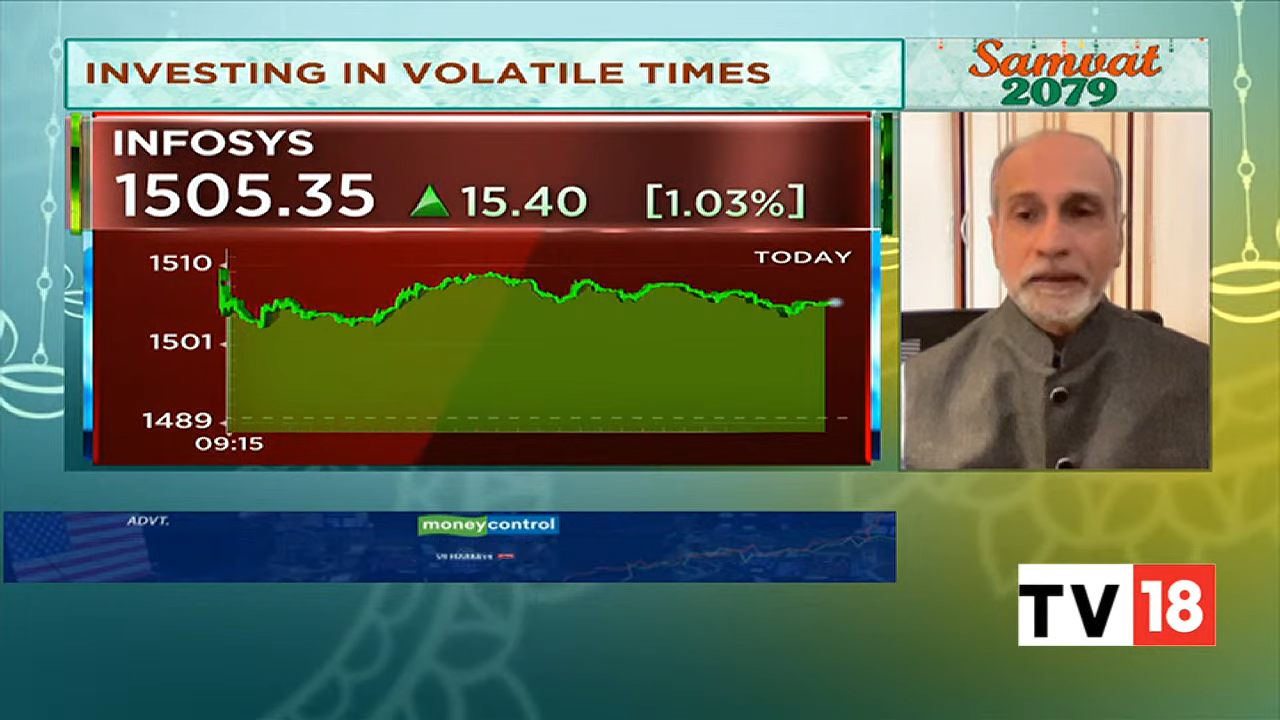 INVESTING IN VOLATILE TIMES
Samvat
2079
INFOSYS
1505.35 ▲ 15.40 [1.03%]
TODAY
1510
1501
1489
09:15
ADVT.
moneycontrol
TV18